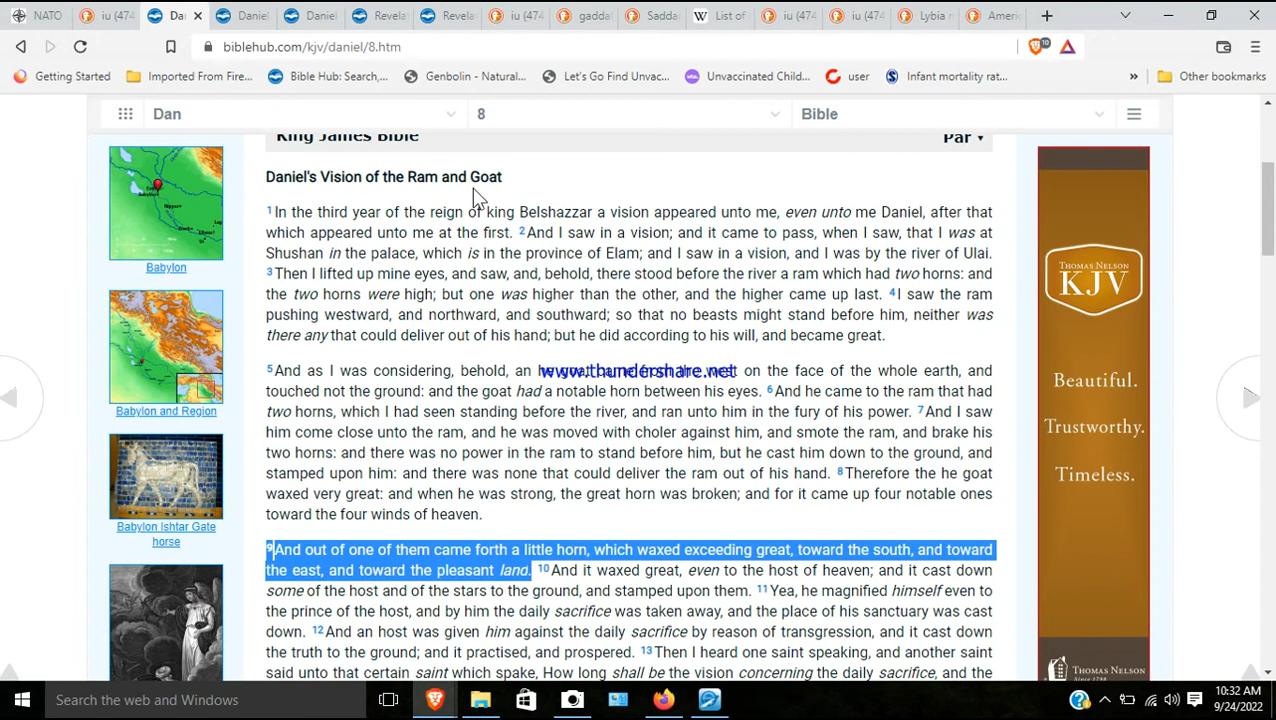 NATO
iu (474
Dan
Daniel
Daniel
Revela
Revela
iu (474
gaddaf
Saddar
List of
iu (474
iu (474
Lybia r
Americ
biblehub.com/kjv/daniel/8.htm
10
Getting Started
Imported From Fire...
Bible Hub: Search,...
Genbolin - Natural...
Let's Go Find Unvac...
Unvaccinated Child...
user
Infant mortality rat...
»
Other bookmarks
Dan
8
Bible
King James Bible
Par ▾
Daniel's Vision of the Ram and Goat
1 In the third year of the reign of king Belshazzar a vision appeared unto me, even unto me Daniel, after that
which appeared unto me at the first. 2 And I saw in a vision; and it came to pass, when I saw, that I was at
Shushan in the palace, which is in the province of Elam; and I saw in a vision, and I was by the river of Ulai.
3 Then I lifted up mine eyes, and saw, and, behold, there stood before the river a ram which had two horns: and
the two horns were high; but one was higher than the other, and the higher came up last. 4 I saw the ram
pushing westward, and northward, and southward; so that no beasts might stand before him, neither was
there any that could deliver out of his hand; but he did according to his will, and became great.
5 And as I was considering, behold, an he on the face of the whole earth, and
www.thundershare.net
touched not the ground: and the goat had a notable horn between his eyes. 6 And he came to the ram that had
two horns, which I had seen standing before the river, and ran unto him in the fury of his power. 7 And I saw
him come close unto the ram, and he was moved with choler against him, and smote the ram, and brake his
two horns: and there was no power in the ram to stand before him, but he cast him down to the ground, and
stamped upon him: and there was none that could deliver the ram out of his hand. 8 Therefore the he goat
waxed very great: and when he was strong, the great horn was broken; and for it came up four notable ones
toward the four winds of heaven.
9 And out of one of them came forth a little horn, which waxed exceeding great, toward the south, and toward
the east, and toward the pleasant land. 10 And it waxed great, even to the host of heaven; and it cast down
some of the host and of the stars to the ground, and stamped upon them. 11 Yea, he magnified himself even to
the prince of the host, and by him the daily sacrifice was taken away, and the place of his sanctuary was cast
down. 12 And an host was given him against the daily sacrifice by reason of transgression, and it cast down
the truth to the ground; and it practised, and prospered. 13 Then I heard one saint speaking, and another saint
said unto that certain saint which spake, How long shall be the vision concerning the daily sacrifice, and the
Babylon
Babylon and Region
Babylon Ishtar Gate
horse
THOMAS NELSON
Since 1798
KJV
Beautiful.
Trustworthy.
Timeless.
THOMAS NELSON
Since 1798
Search the web and Windows
10:32 AM
9/24/2022